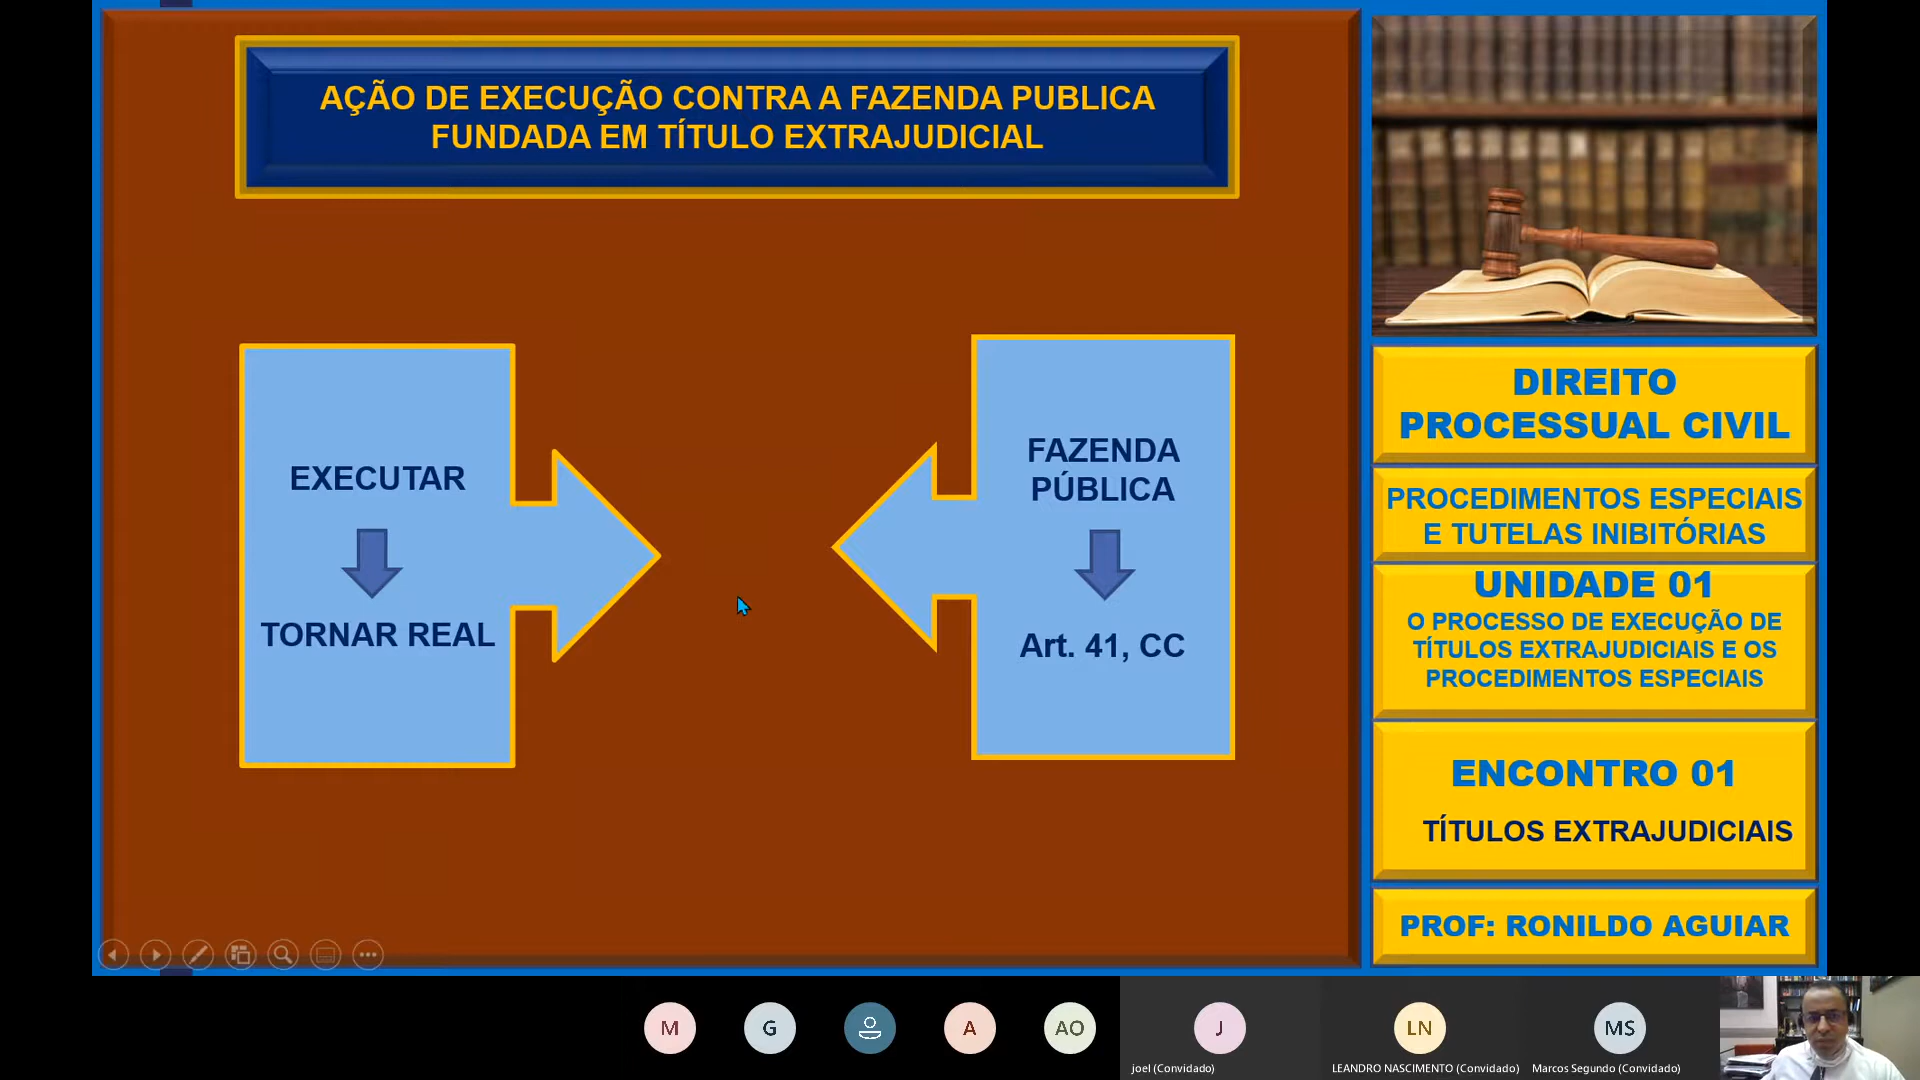 AÇÃO DE EXECUÇÃO CONTRA A FAZENDA PUBLICA
FUNDADA EM TÍTULO EXTRAJUDICIAL
EXECUTAR
TORNAR REAL
FAZENDA
PÚBLICA
Art. 41, CC
DIREITO
PROCESSUAL CIVIL
PROCEDIMENTOS ESPECIAIS
E TUTELAS INIBITÓRIAS
UNIDADE 01
O PROCESSO DE EXECUÇÃO DE
TÍTULOS EXTRAJUDICIAIS E OS
PROCEDIMENTOS ESPECIAIS
ENCONTRO 01
TÍTULOS EXTRAJUDICIAIS
PROF: RONILDO AGUIAR
M
G
A
AO
J
LN
MS
joel (Convidado)
LEANDRO NASCIMENTO (Convidado)
Marcos Segundo (Convidado)